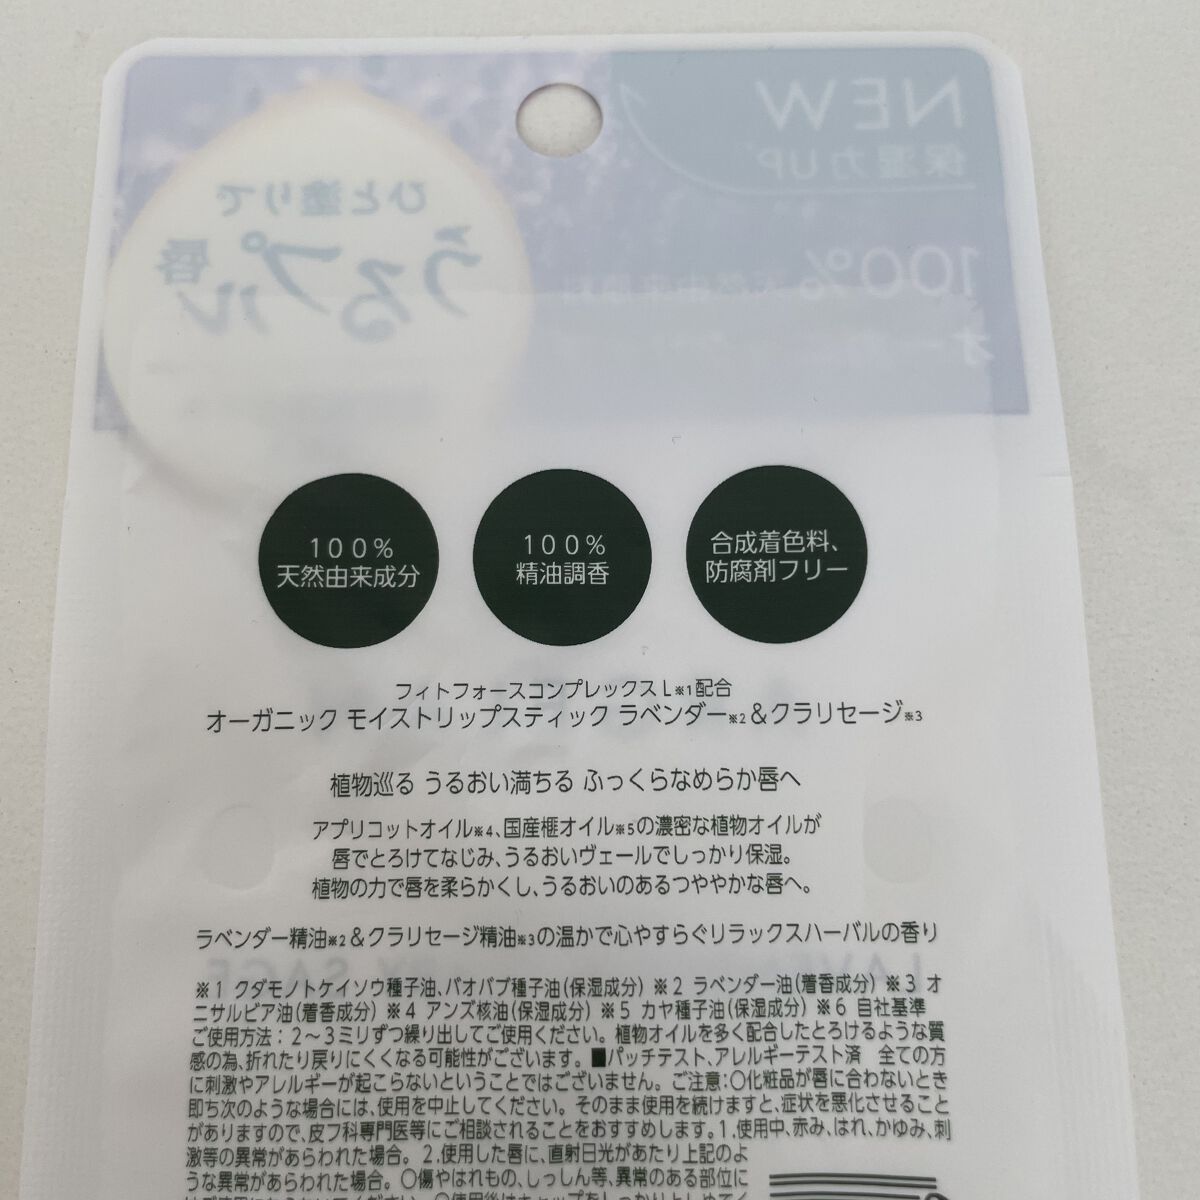 NEW
保湿力UP
100%天然由来原料
ひと塗りで
うるプル唇
100%
天然由来成分
100%
精油調香
合成着色料、
防腐剤フリー
フィトフォースコンプレックスL※1配合
オーガニック モイストリップスティック ラベンダー※2&クラリセージ※3
植物巡る うるおい満ちる ふっくらなめらか唇へ
アプリコットオイル※4、国産榧オイル※5の濃密な植物オイルが
唇でとろけてなじみ、うるおいヴェールでしっかり保湿。
植物の力で唇を柔らかくし、うるおいのあるつややかな唇へ。
ラベンダー精油※2&クラリセージ精油※3の温かで心やすらぐリラックスハーバルの香り
※1 クダモノトケイソウ種子油、バオバブ種子油(保湿成分) ※2 ラベンダー油(着香成分) ※3 オ
ニサルビア油(着香成分) ※4 アンズ核油(保湿成分) ※5 カヤ種子油(保湿成分) ※6 自社基準
ご使用方法：2〜3ミリずつ繰り出してご使用ください。植物オイルを多く配合したとろけるような質
感の為、折れたり戻りにくくなる可能性がございます。■パッチテスト、アレルギーテスト済 全ての方
に刺激やアレルギーが起こらないということではございません。ご注意：○化粧品が唇に合わないとき
即ち次のような場合には、使用を中止してください。そのまま使用を続けますと、症状を悪化させること
がありますので、皮フ科専門医等にご相談されることをおすすめします。1.使用中、赤み、はれ、かゆみ、刺
激等の異常があらわれた場合。2.使用した唇に、直射日光があたり上記のよ
うな異常があらわれた場合。○傷やはれもの、しっしん等、異常のある部位に